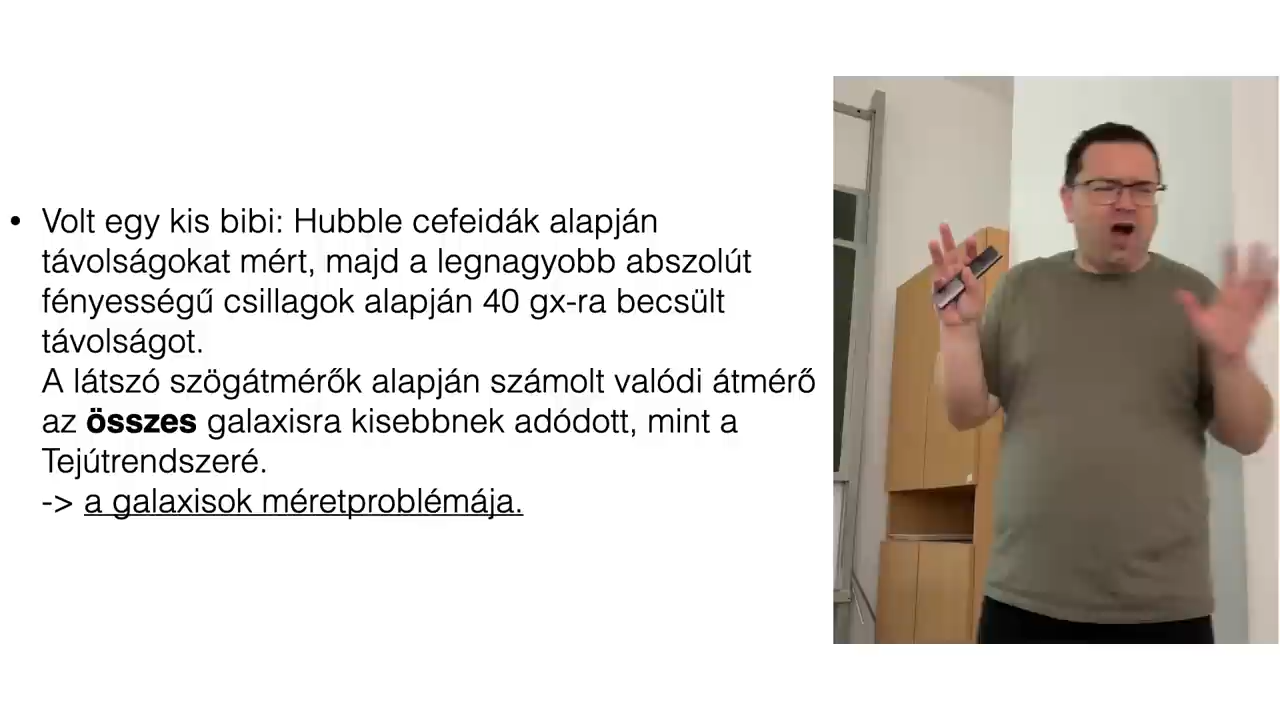 • Volt egy kis bibi: Hubble cefeidák alapján
távolságokat mért, majd a legnagyobb abszolút
fényességű csillagok alapján 40 gx-ra becsült
távolságot.
A látszó szögátmérők alapján számolt valódi átmérő
az összes galaxisra kisebbnek adódott, mint a
Tejútrendszeré.
-> a galaxisok méretproblémája.